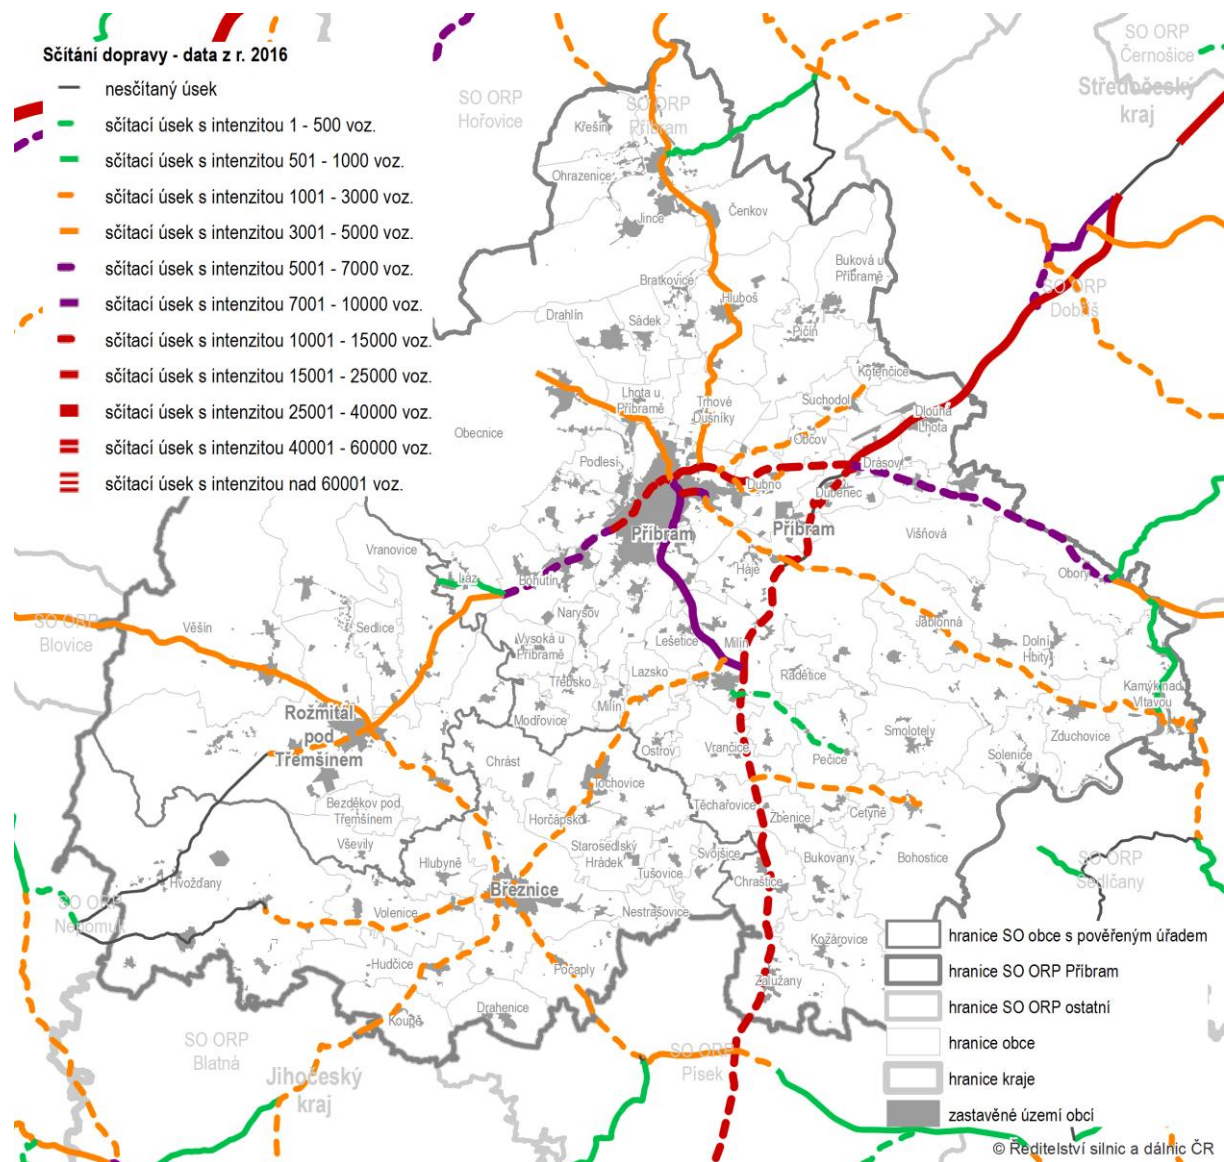 Sčítání dopravy - data z r. 2016
nesčítaný úsek
sčítací úsek s intenzitou 1 - 500 voz.
sčítací úsek s intenzitou 501 - 1000 voz.
sčítací úsek s intenzitou 1001 - 3000 voz.
sčítací úsek s intenzitou 3001 - 5000 voz.
sčítací úsek s intenzitou 5001 - 7000 voz.
sčítací úsek s intenzitou 7001 - 10000 voz.
sčítací úsek s intenzitou 10001 - 15000 voz.
sčítací úsek s intenzitou 15001 - 25000 voz.
sčítací úsek s intenzitou 25001 - 40000 voz.
sčítací úsek s intenzitou 40001 - 60000 voz.
sčítací úsek s intenzitou nad 60001 voz.
SO ORP
Černošice
Středočeský
kraj
SO ORP
Hořovice
SO ORP
Příbram
Křešín
Ohrazenice
Jince
Čenkov
Buková u
Příbramě
Bratkovice
Hluboš
Drahlín
Sádek
Pičín
SO ORP
Dobříš
Kotenčice
Lhota u
Příbramě
Trhové
Dušníky
Suchodol
Dlouhá
Lhota
Obecnice
Občov
Podlesí
Drásov
Dubno
Dubenec
Příbram
Příbram
Višňová
Vranovice
Láz
Bohutín
Háje
Obory
SO ORP
Blovice
Věšín
Sedlice
Narysov
Vysoká u
Příbramě
Lešetice
Milín
Jablonná
Dolní
Hbity
Třebsko
Lazsko
Radětice
Kamýk nad
Vltavou
Rožmitál
pod
Třemšínem
Modřovice
Milín
Smolotely
Zduchovice
Chrást
Ostrov
Vrančice
Pečice
Solenice
Tochovice
Bezděkov pod
Třemšínem
Horčápsko
Těchařovice
Zbenice
Cetyně
Vševily
Starosedlský
Hrádek
Hlubyně
Svojšice
Bukovany
Bohostice
SO ORP
Sedlčany
Tušovice
Hvožďany
Březnice
Chraštice
SO ORP
Nepomuk
Volenice
Nestrašovice
Kožárovice
Hudčice
Počaply
Zalužany
Drahenice
Koupě
SO ORP
Blatná
SO ORP
Písek
Jihočeský
kraj
hranice SO obce s pověřeným úřadem
hranice SO ORP Příbram
hranice SO ORP ostatní
hranice obce
hranice kraje
zastavěné území obcí
© Ředitelství silnic a dálnic ČR